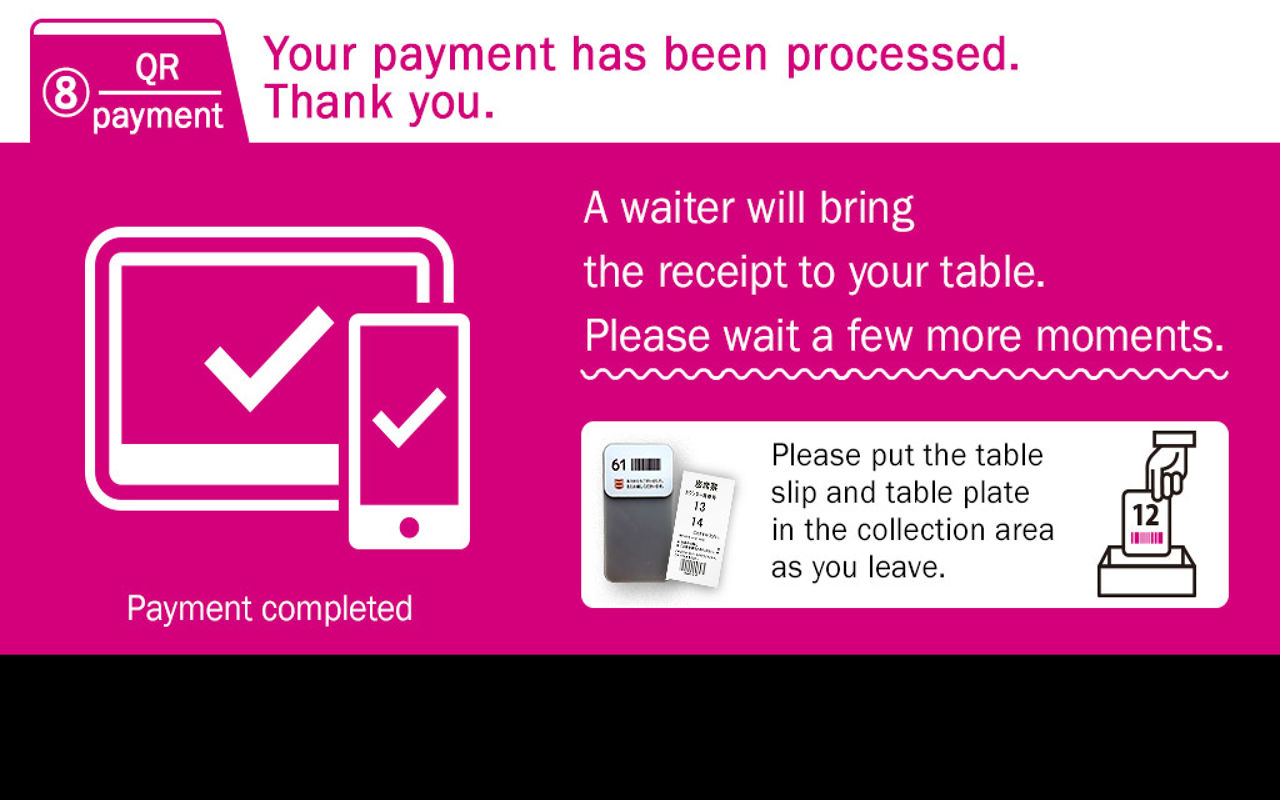 ⑧
QR
payment
Your payment has been processed.
Thank you.
A waiter will bring
the receipt to your table.
Please wait a few more moments.
Payment completed
61
13
14
Please put the table
slip and table plate
in the collection area
as you leave.
12